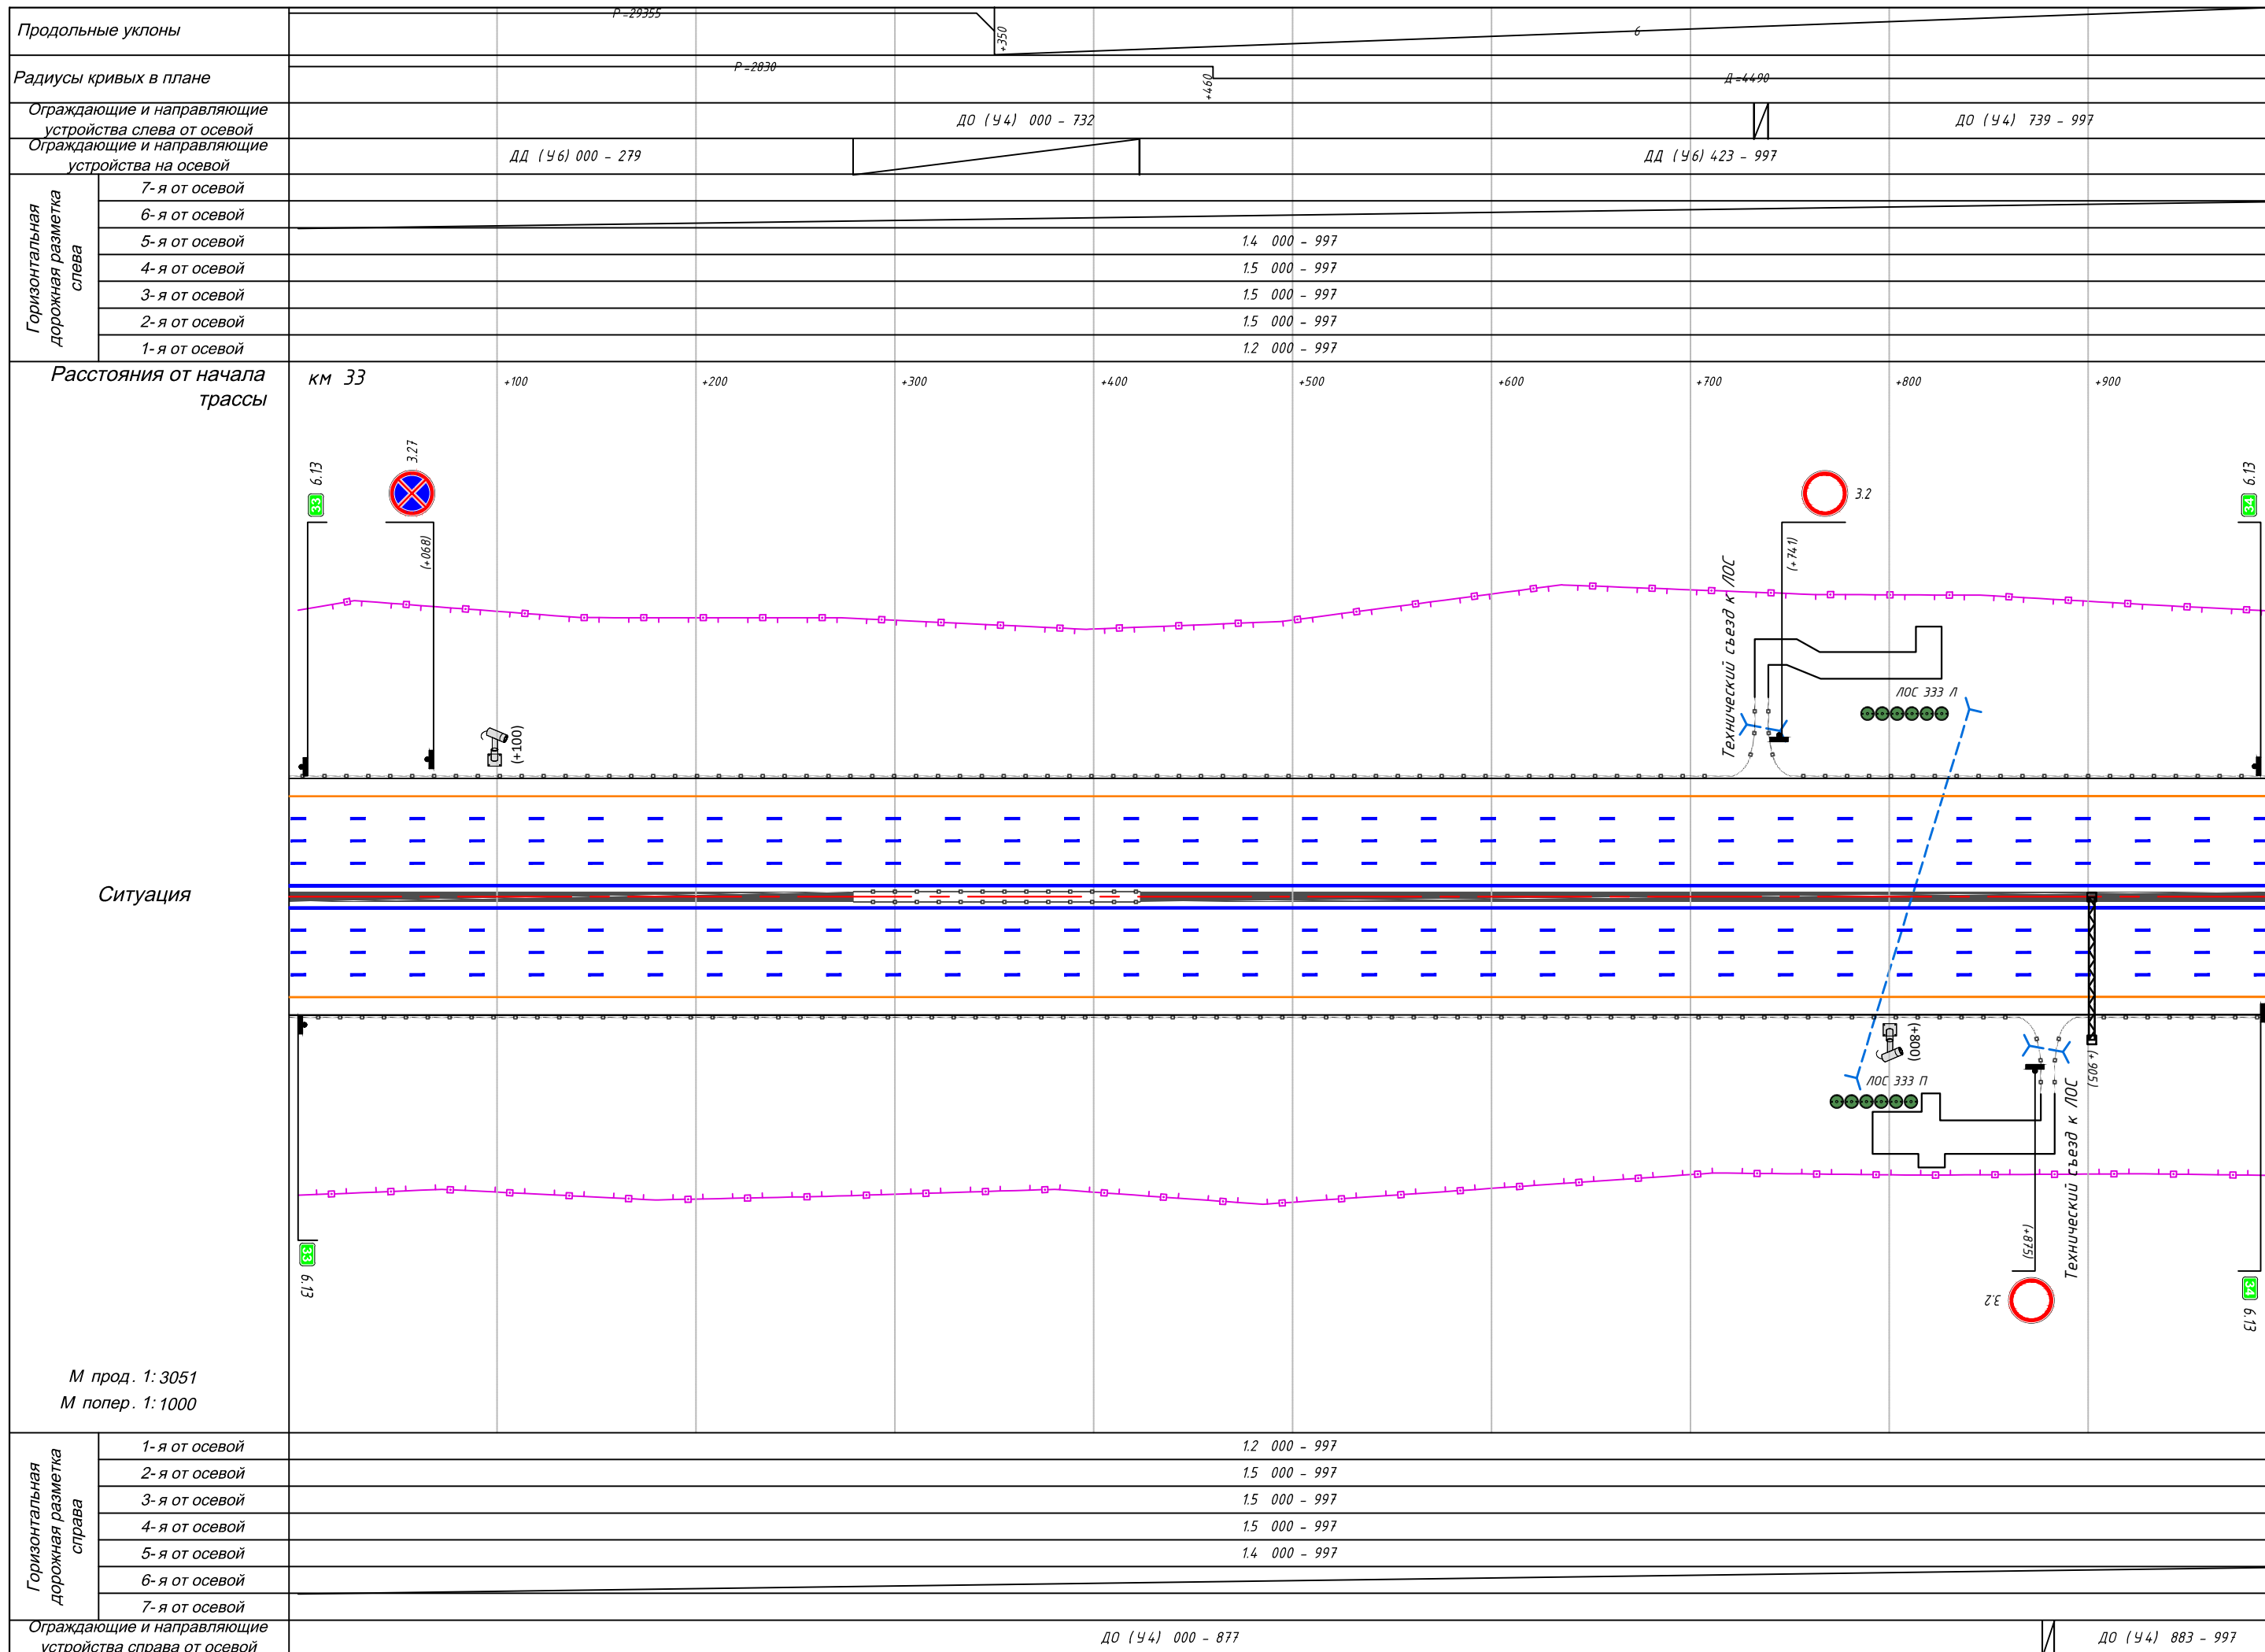 Продольные уклоны
Р =29355
+350
6
Радиусы кривых в плане
Р =2830
+460
Д =4490
Ограждающие и направляющие
устройства слева от осевой
ДО (У4) 000 - 732
ДО (У4) 739 - 997
Ограждающие и направляющие
устройства на осевой
ДД (У6) 000 - 279
ДД (У6) 423 - 997
Горизонтальная
дорожная разметка
слева
7-я от осевой
6-я от осевой
5-я от осевой
1.4 000 - 997
4-я от осевой
1.5 000 - 997
3-я от осевой
1.5 000 - 997
2-я от осевой
1.5 000 - 997
1-я от осевой
1.2 000 - 997
Расстояния от начала
трассы
км 33
+100
+200
+300
+400
+500
+600
+700
+800
+900
33
6.13
3.27
(+068)
3.2
(+741)
34
6.13
Технический съезд к ЛОС
ЛОС 333 Л
(+100)
Ситуация
(+800)
ЛОС 333 П
(+905)
Технический съезд к ЛОС
(+875)
3.2
33
6.13
34
6.13
М прод. 1: 3051
М попер. 1: 1000
Горизонтальная
дорожная разметка
справа
1-я от осевой
1.2 000 - 997
2-я от осевой
1.5 000 - 997
3-я от осевой
1.5 000 - 997
4-я от осевой
1.5 000 - 997
5-я от осевой
1.4 000 - 997
6-я от осевой
7-я от осевой
Ограждающие и направляющие
устройства справа от осевой
ДО (У4) 000 - 877
ДО (У4) 883 - 997